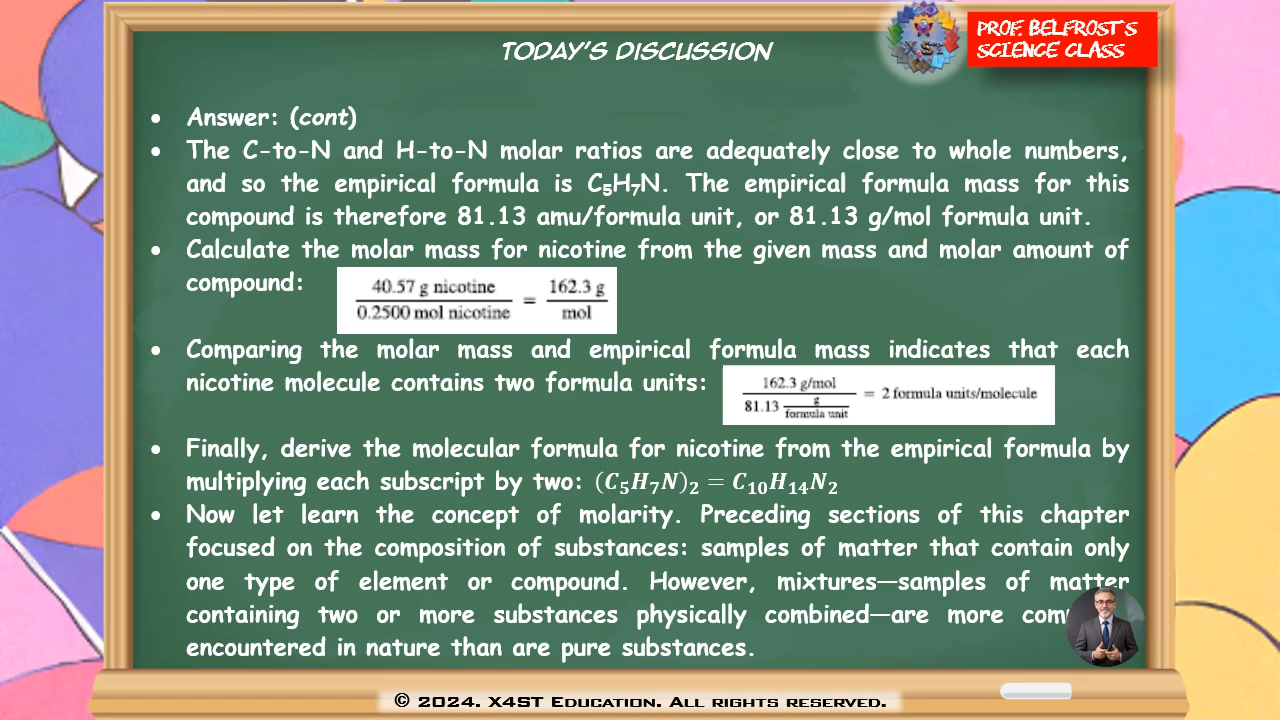 TODAY'S DISCUSSION
X4ST
PROF. BELFROST'S
SCIENCE CLASS
• Answer: (cont)
• The C-to-N and H-to-N molar ratios are adequately close to whole numbers,
and so the empirical formula is C₅H₇N. The empirical formula mass for this
compound is therefore 81.13 amu/formula unit, or 81.13 g/mol formula unit.
• Calculate the molar mass for nicotine from the given mass and molar amount of
compound:
40.57 g nicotine
0.2500 mol nicotine
=
162.3 g
mol
• Comparing the molar mass and empirical formula mass indicates that each
nicotine molecule contains two formula units:
162.3 g/mol
81.13 g
formula unit
= 2 formula units/molecule
• Finally, derive the molecular formula for nicotine from the empirical formula by
multiplying each subscript by two: (C₅H₇N)₂ = C₁₀H₁₄N₂
• Now let learn the concept of molarity. Preceding sections of this chapter
focused on the composition of substances: samples of matter that contain only
one type of element or compound. However, mixtures—samples of matter
containing two or more substances physically combined—are more
encountered in nature than are pure substances.
© 2024. X4ST Education. All rights reserved.